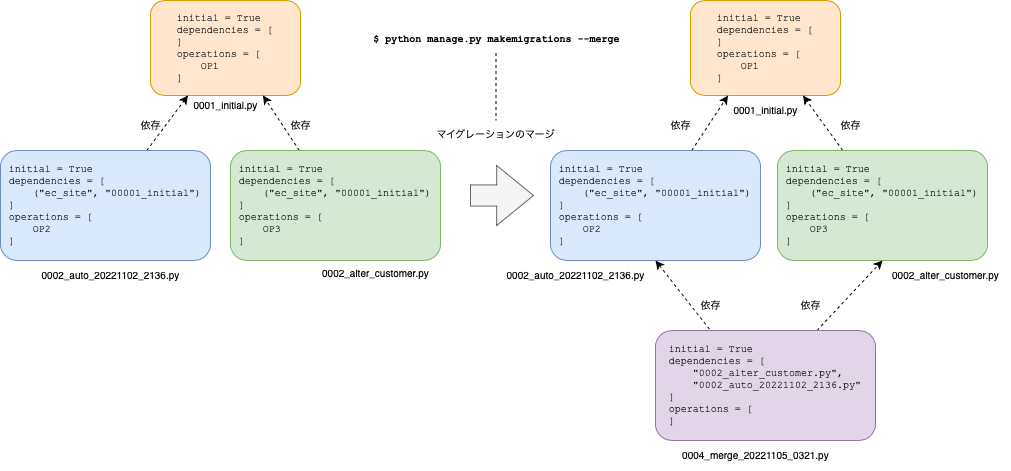 initial = True
dependencies = [
]
operations = [
OP1
]
0001_initial.py
依存
依存
initial = True
dependencies = [
("ec_site", "00001_initial")
]
operations = [
OP2
]
0002_auto_20221102_2136.py
initial = True
dependencies = [
("ec_site", "00001_initial")
]
operations = [
OP3
]
0002_alter_customer.py
$ python manage.py makemigrations --merge
マイグレーションのマージ
initial = True
dependencies = [
]
operations = [
OP1
]
0001_initial.py
依存
依存
initial = True
dependencies = [
("ec_site", "00001_initial")
]
operations = [
OP2
]
0002_auto_20221102_2136.py
initial = True
dependencies = [
("ec_site", "00001_initial")
]
operations = [
OP3
]
0002_alter_customer.py
依存
依存
initial = True
dependencies = [
"0002_alter_customer.py",
"0002_auto_20221102_2136.py"
]
operations = [
]
0004_merge_20221105_0321.py